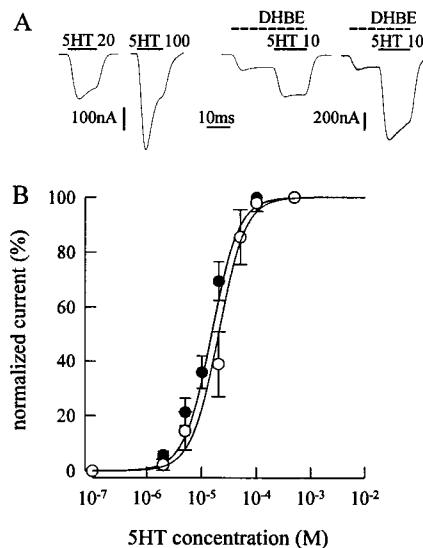 A
DHBE DHBE
5HT 20 5HT 100 5HT 10 5HT 10
100nA 10ms 200nA
B
normalized current (%)
100
80
60
40
20
0
10-7 10-6 10-5 10-4 10-3 10-2
5HT concentration (M)